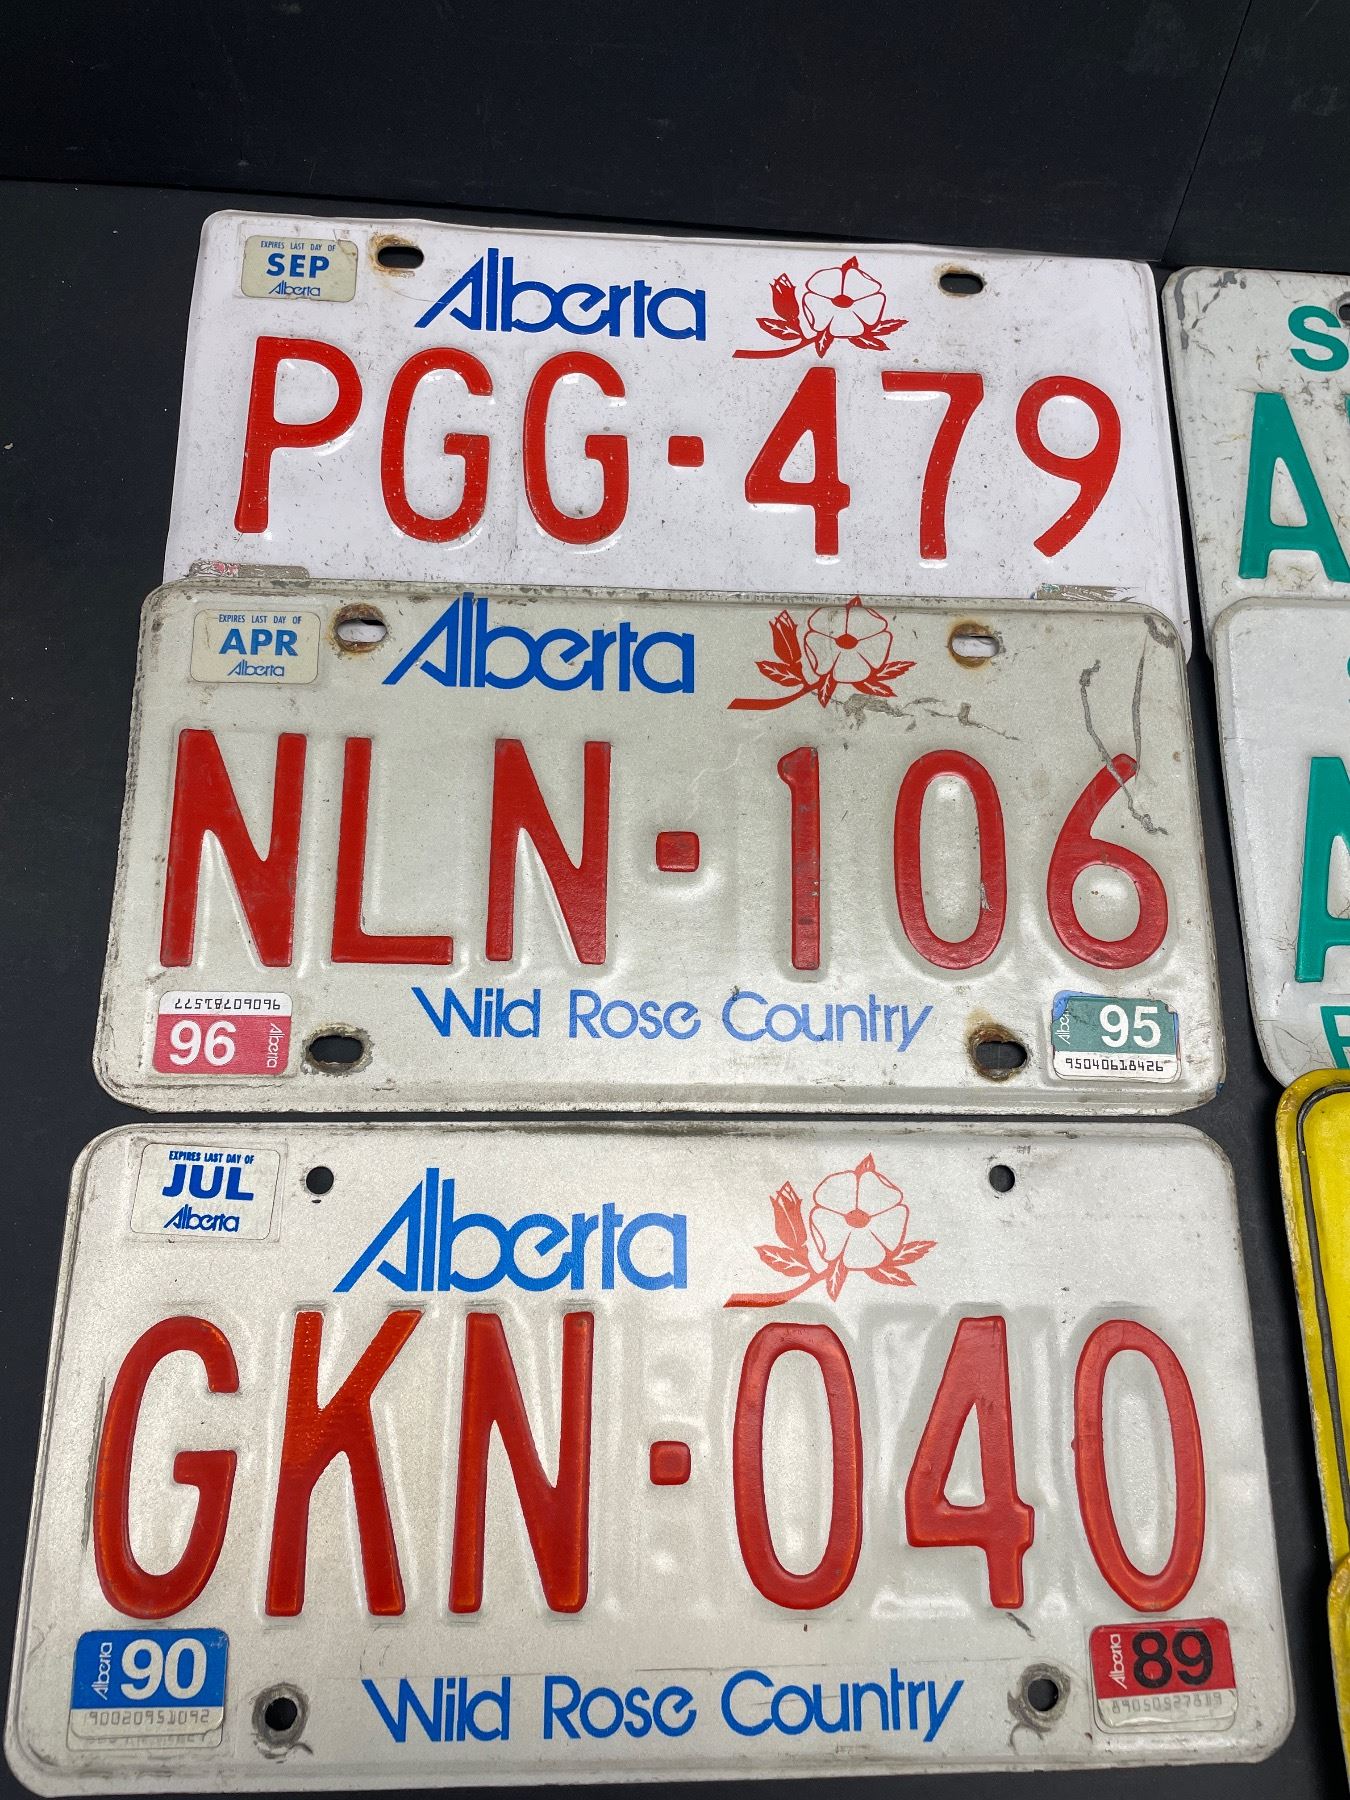 EXPIRES LAST DAY OF
SEP
Alberta
Alberta
PGG·479
EXPIRES LAST DAY OF
APR
Alberta
Alberta
NLN·106
96
Alberta
Wild Rose Country
95
95040618426
EXPIRES LAST DAY OF
JUL
Alberta
Alberta
GKN·040
Alberta
90
90020951092
Wild Rose Country
Alberta
89
S
A
A